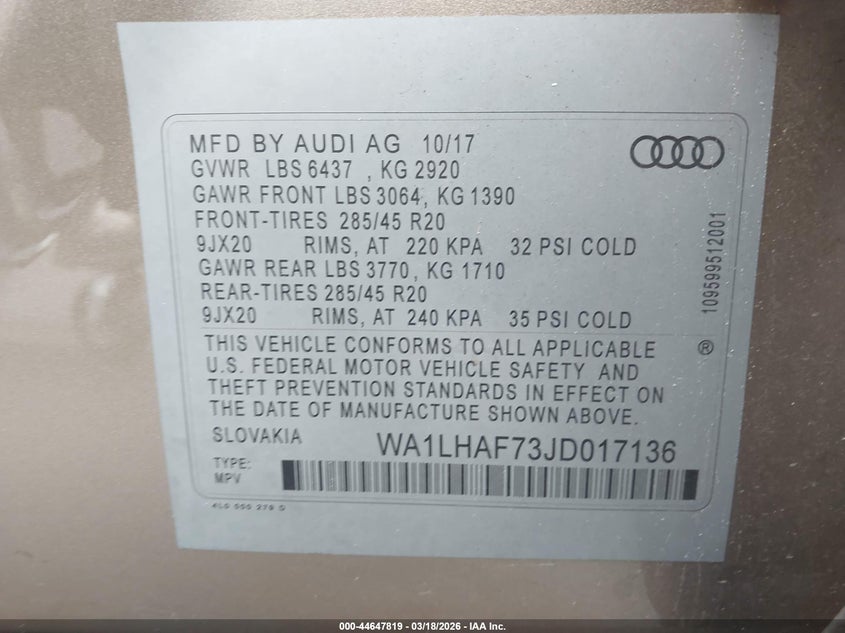 MFD BY AUDI AG 10/17
GVWR LBS 6437 , KG 2920
GAWR FRONT LBS 3064, KG 1390
FRONT-TIRES 285/45 R20
9JX20 RIMS, AT 220 KPA 32 PSI COLD
GAWR REAR LBS 3770, KG 1710
REAR-TIRES 285/45 R20
9JX20 RIMS, AT 240 KPA 35 PSI COLD
109599512001
THIS VEHICLE CONFORMS TO ALL APPLICABLE ®
U.S. FEDERAL MOTOR VEHICLE SAFETY AND
THEFT PREVENTION STANDARDS IN EFFECT ON
THE DATE OF MANUFACTURE SHOWN ABOVE.
SLOVAKIA WA1LHAF73JD017136
TYPE:
MPV
000-44647819 - 03/18/2026 - IAA Inc.